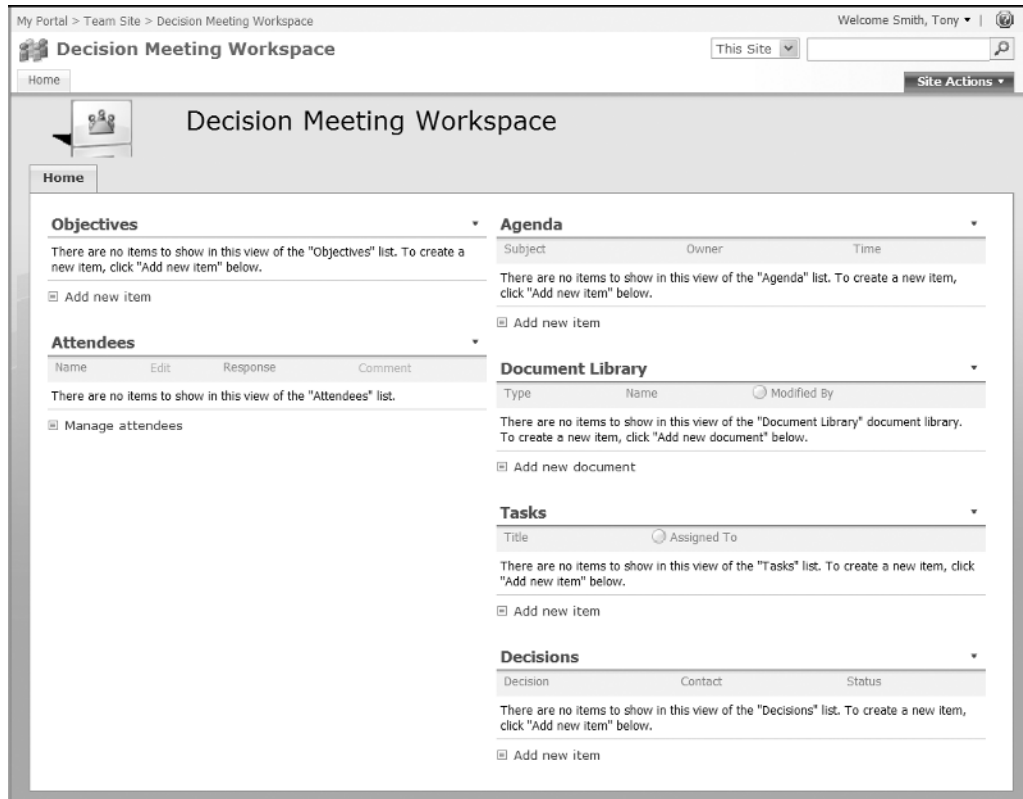 My Portal > Team Site > Decision Meeting Workspace
Welcome Smith, Tony
Decision Meeting Workspace
This Site
Home
Site Actions
Decision Meeting Workspace
Home
Objectives
There are no items to show in this view of the "Objectives" list. To create a
new item, click "Add new item" below.
Add new item
Attendees
Name Edit Response Comment
There are no items to show in this view of the "Attendees" list.
Manage attendees
Agenda
Subject Owner Time
There are no items to show in this view of the "Agenda" list. To create a new item,
click "Add new item" below.
Add new item
Document Library
Type Name Modified By
There are no items to show in this view of the "Document Library" document library.
To create a new item, click "Add new document" below.
Add new document
Tasks
Title Assigned To
There are no items to show in this view of the "Tasks" list. To create a new item, click
"Add new item" below.
Add new item
Decisions
Decision Contact Status
There are no items to show in this view of the "Decisions" list. To create a new item,
click "Add new item" below.
Add new item